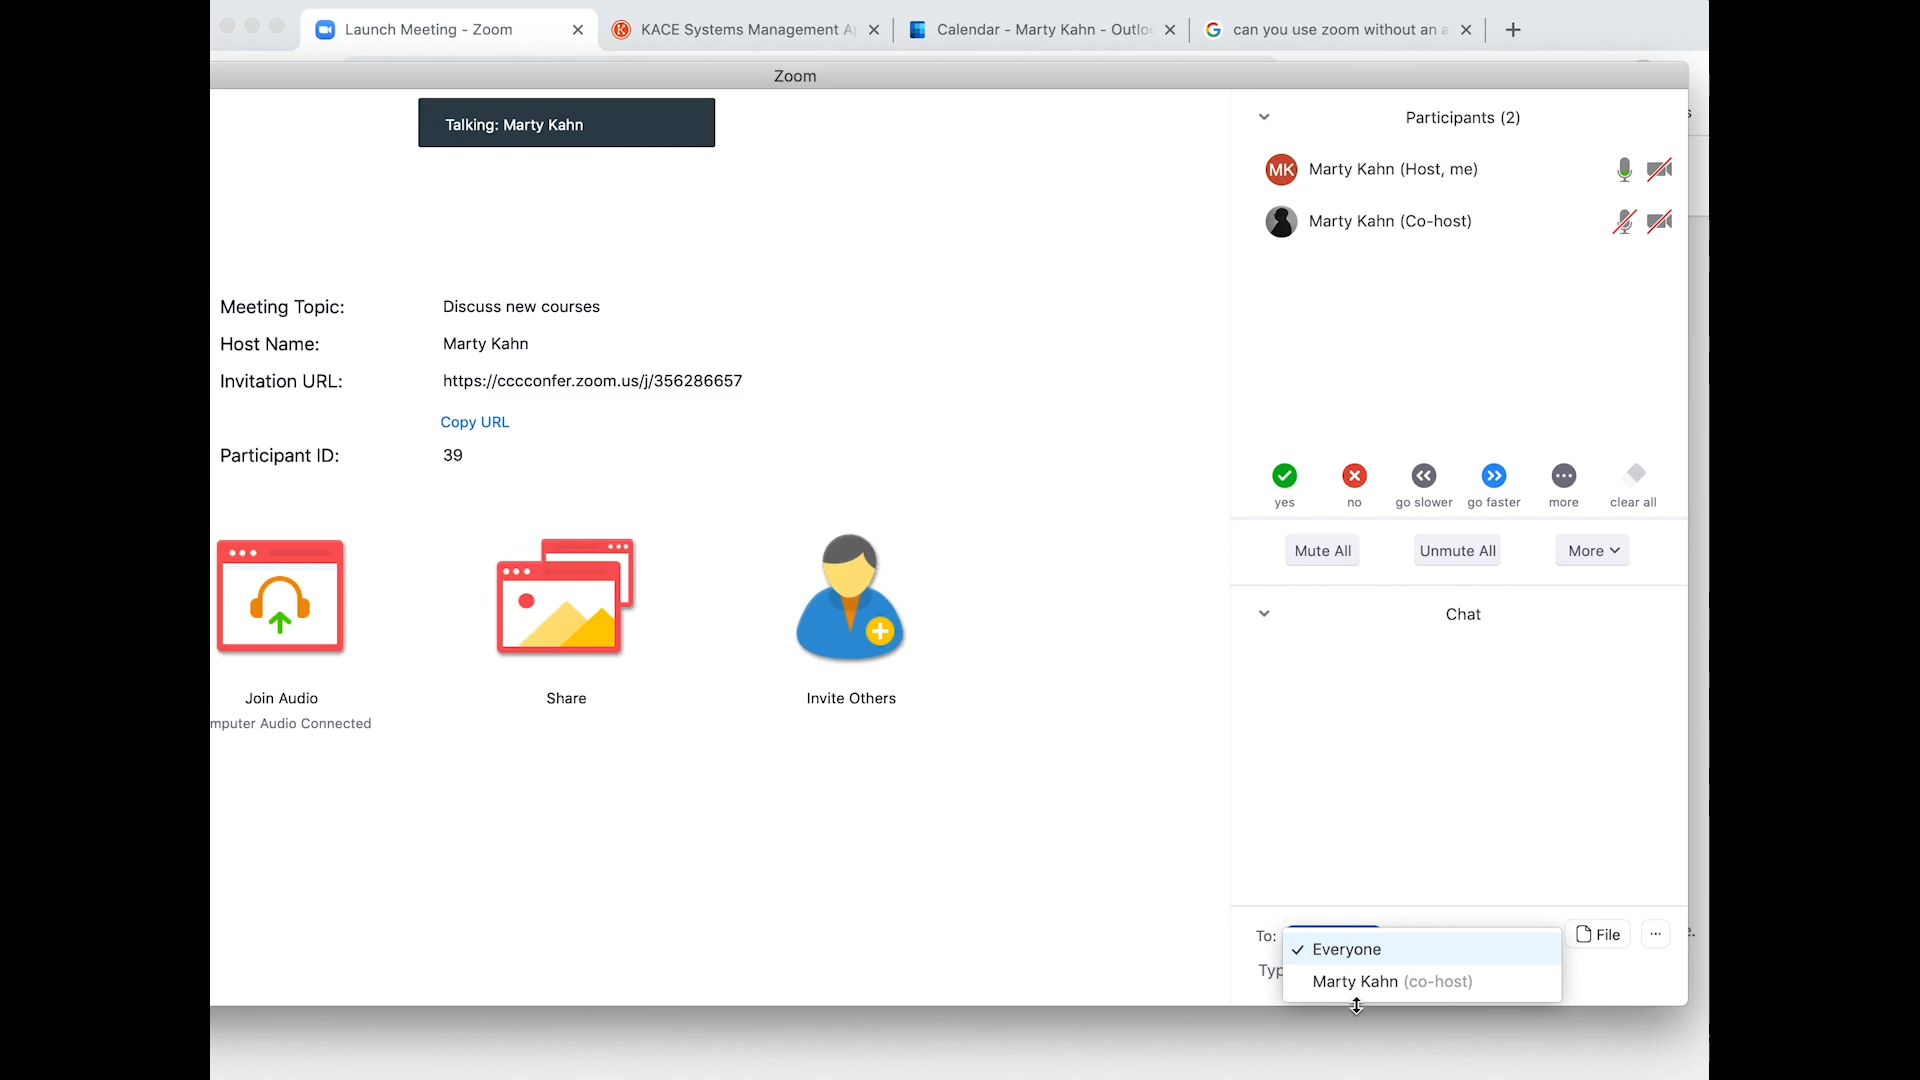 Launch Meeting - Zoom
KACE Systems Management A
Calendar - Marty Kahn - Outlo
can you use zoom without an a
Zoom
Talking: Marty Kahn
Participants (2)
MK Marty Kahn (Host, me)
Marty Kahn (Co-host)
Meeting Topic: Discuss new courses
Host Name: Marty Kahn
Invitation URL: https://cccconfer.zoom.us/j/356286657
Copy URL
Participant ID: 39
yes no go slower go faster more clear all
Mute All Unmute All More
Chat
Join Audio Share Invite Others
mputer Audio Connected
To: File ...
Everyone
Typ
Marty Kahn (co-host)